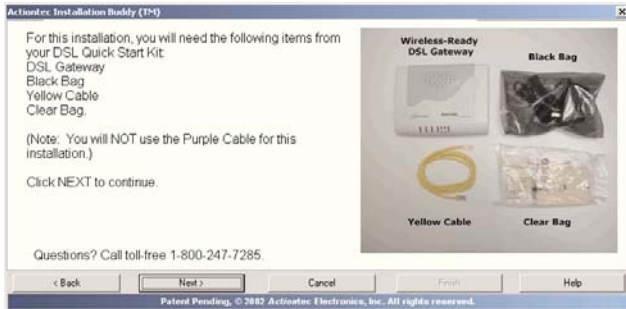 Actiontec Installation Buddy (TM)
For this installation, you will need the following items from
your DSL Quick Start Kit:
DSL Gateway
Black Bag
Yellow Cable
Clear Bag.
(Note: You will NOT use the Purple Cable for this
installation.)
Click NEXT to continue.
Questions? Call toll-free 1-800-247-7285.
Wireless-Ready
DSL Gateway
Black Bag
Yellow Cable
Clear Bag
< Back
Next >
Cancel
Finish
Help
Patent Pending, © 2002 Actiontec Electronics, Inc. All rights reserved.